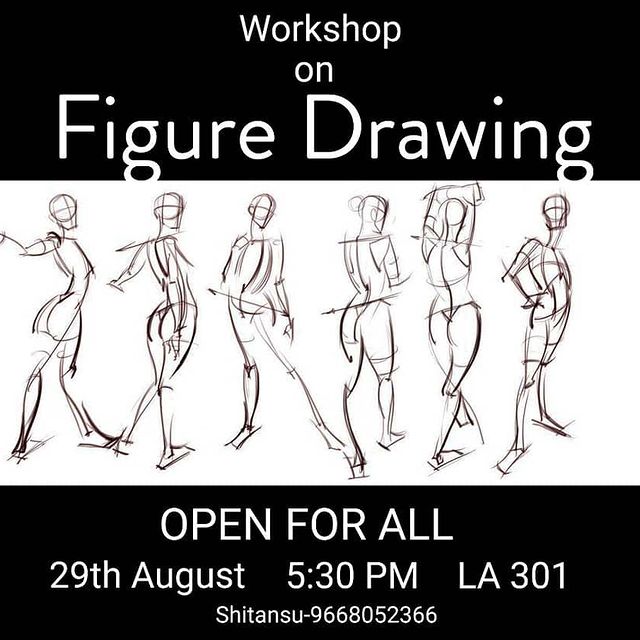 Workshop
on
Figure Drawing
OPEN FOR ALL
29th August 5:30 PM LA 301
Shitansu-9668052366